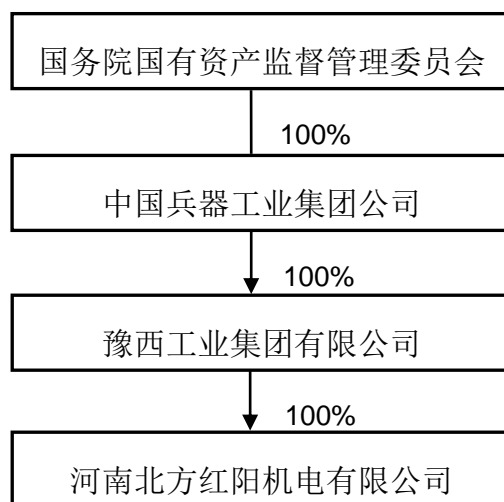 国务院国有资产监督管理委员会
100%
中国兵器工业集团公司
100%
豫西工业集团有限公司
100%
河南北方红阳机电有限公司